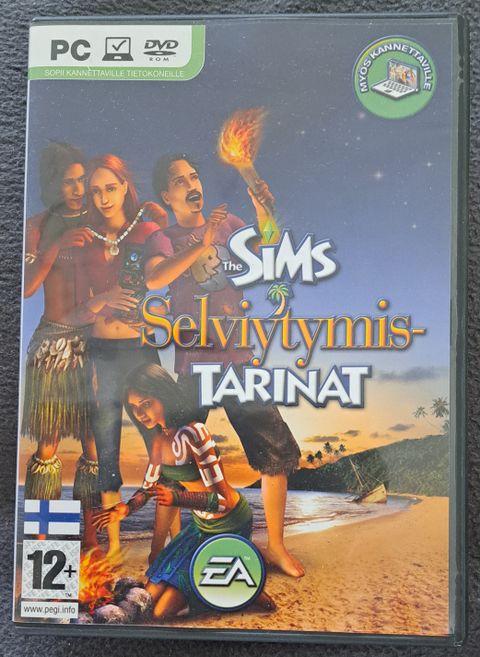 PC DVD
ROM
SOPII KANNETTAVILLE TIETOKONEILLE
MYÖS KANNETTAVILLE
The SiMS
Selviytymis-
TARINAT
12+
www.pegi.info
EA